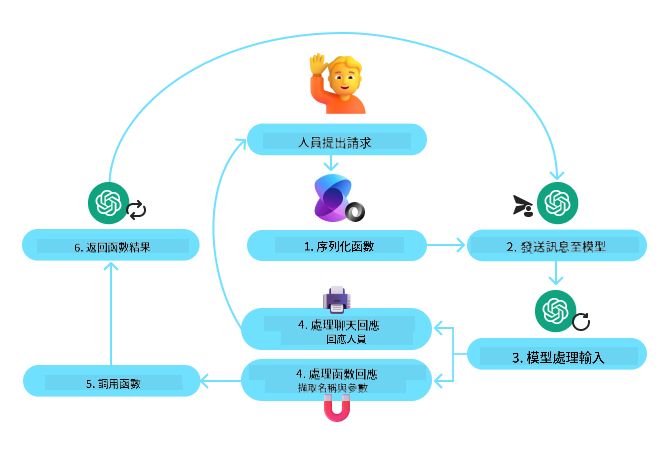 人員提出請求
1. 序列化函數
2. 發送訊息至模型
3. 模型處理輸入
4. 處理聊天回應
回應人員
4. 處理函數回應
擷取名稱與參數
5. 調用函數
6. 返回函數結果